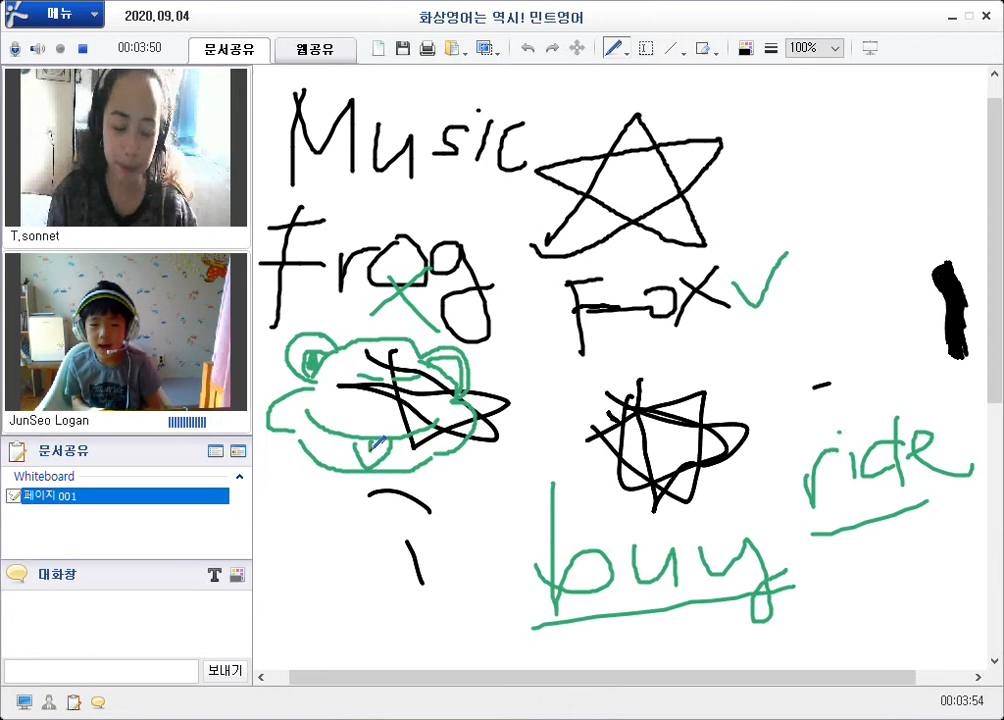 메뉴 2020.09.04 화상영어는 역시! 민트영어
00:03:50 문서공유 웹공유 100%
T.sonnet
JunSeo Logan
문서공유
Whiteboard
페이지 001
대화창 T
보내기
00:03:54
Music
Frog
Fox
ride
buy